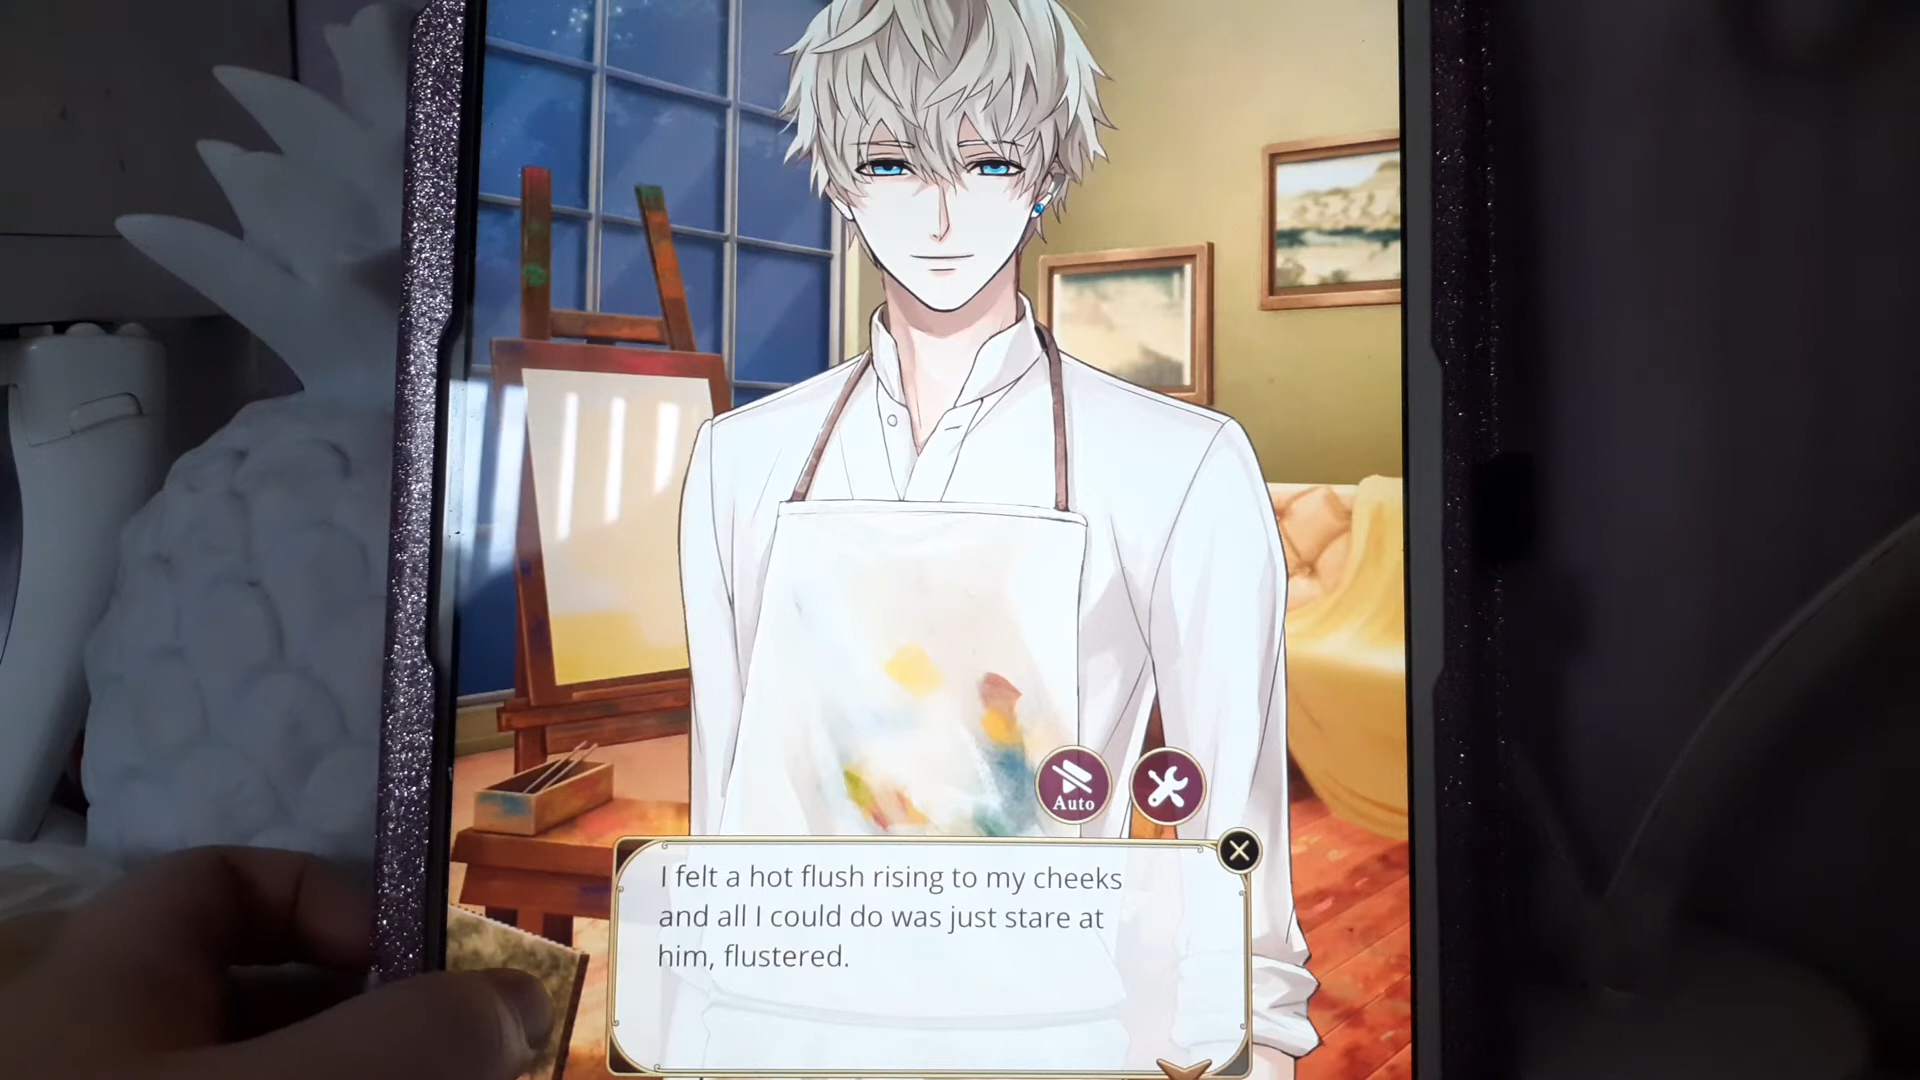 Auto
I felt a hot flush rising to my cheeks
and all I could do was just stare at
him, flustered.